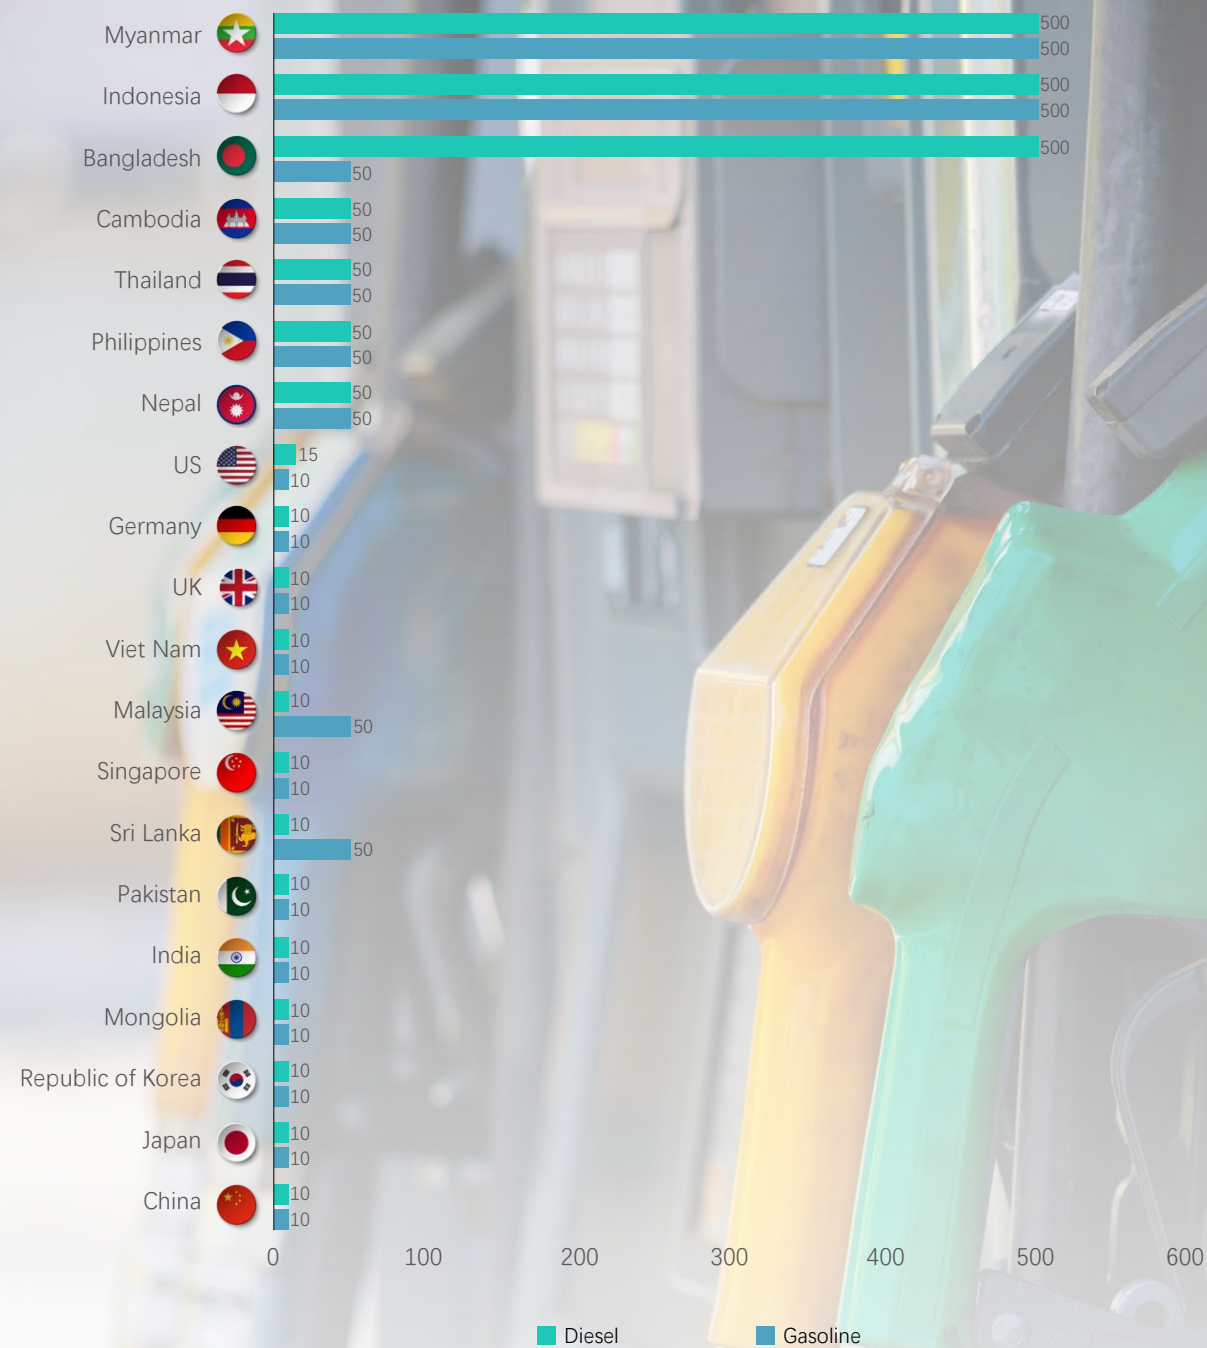 500
Myanmar
500
500
Indonesia
500
500
Bangladesh
50
50
Cambodia
50
50
Thailand
50
50
Philippines
50
50
Nepal
50
15
US
10
10
Germany
10
10
UK
10
10
Viet Nam
10
10
Malaysia
50
10
Singapore
10
10
Sri Lanka
50
10
Pakistan
10
10
India
10
10
Mongolia
10
10
Republic of Korea
10
10
Japan
10
10
China
10
0 100 200 300 400 500 600
Diesel Gasoline